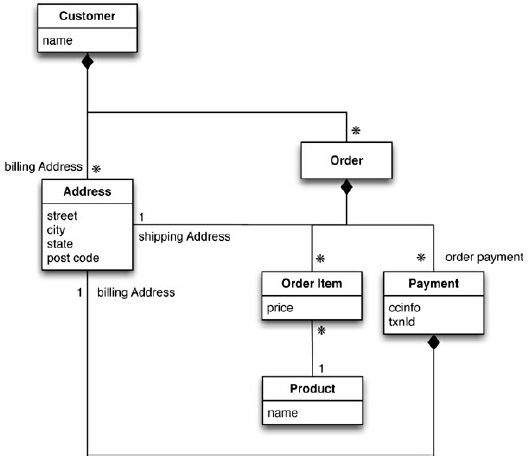 Customer
name
*
Order
billing Address *
Address
street
city
state
post code
1
shipping Address
* order payment
*
1 billing Address
Order Item
price
*
Payment
ccinfo
txnId
1
Product
name